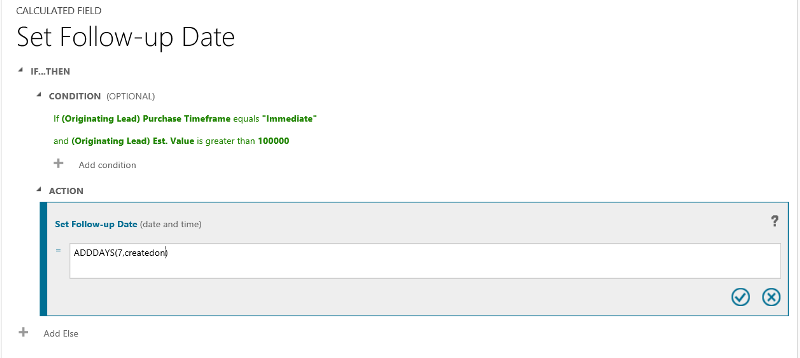 CALCULATED FIELD
Set Follow-up Date
IF...THEN
CONDITION (OPTIONAL)
If (Originating Lead) Purchase Timeframe equals "Immediate"
and (Originating Lead) Est. Value is greater than 100000
+ Add condition
ACTION
Set Follow-up Date (date and time) ?
= ADDDAYS(7,createdon)
+ Add Else